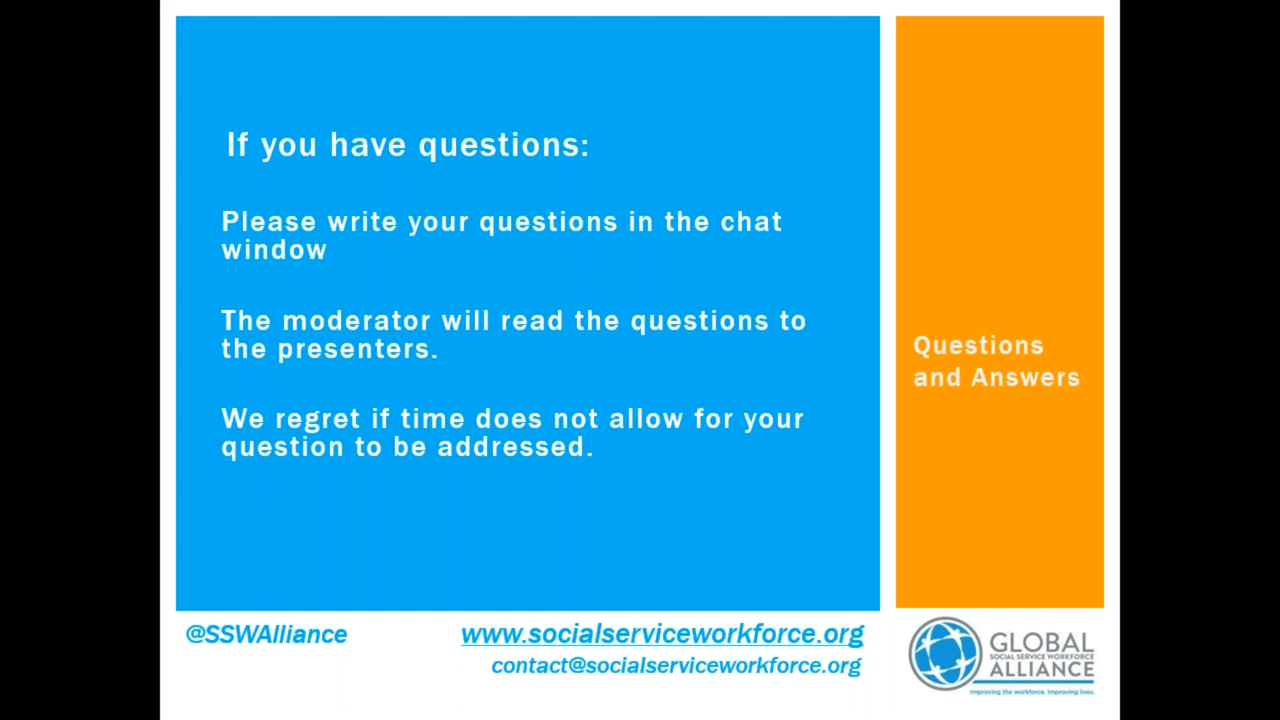 If you have questions:
Please write your questions in the chat
window
The moderator will read the questions to
the presenters.
We regret if time does not allow for your
question to be addressed.
Questions
and Answers
@SSWAlliance
www.socialserviceworkforce.org
contact@socialserviceworkforce.org
GLOBAL
SOCIAL SERVICE WORKFORCE
ALLIANCE
Improving the workforce. Improving lives.